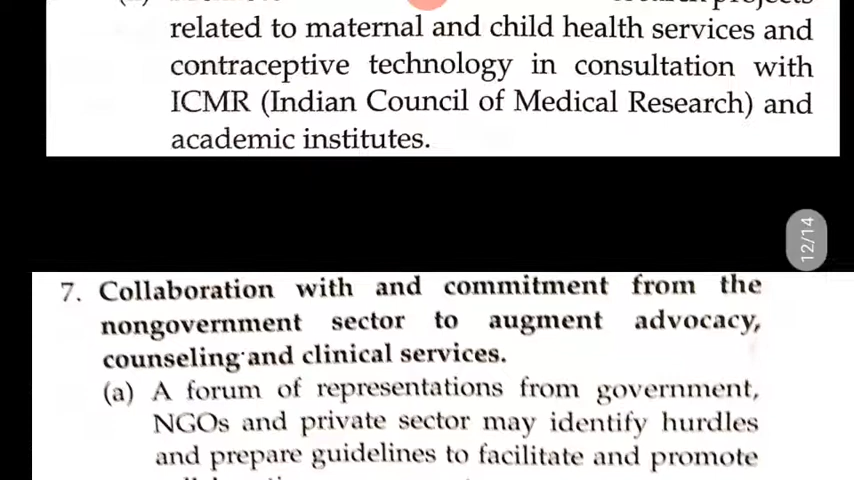 related to maternal and child health services and
contraceptive technology in consultation with
ICMR (Indian Council of Medical Research) and
academic institutes.
12/14
7. Collaboration with and commitment from the
nongovernment sector to augment advocacy,
counseling and clinical services.
(a) A forum of representations from government,
NGOs and private sector may identify hurdles
and prepare guidelines to facilitate and promote